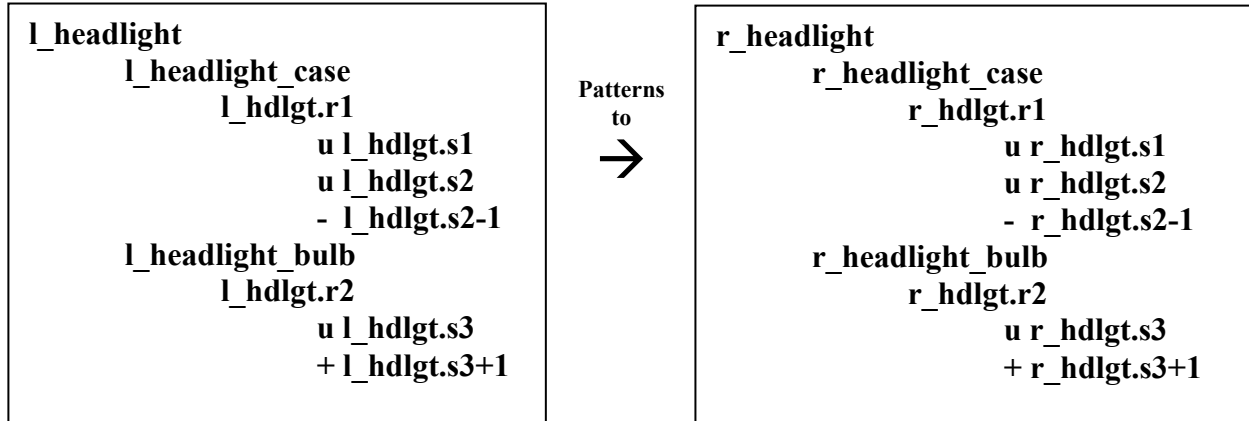 l_headlight
l_headlight_case
l_hdlgt.r1
u l_hdlgt.s1
u l_hdlgt.s2
- l_hdlgt.s2-1
l_headlight_bulb
l_hdlgt.r2
u l_hdlgt.s3
+ l_hdlgt.s3+1
Patterns
to
→
r_headlight
r_headlight_case
r_hdlgt.r1
u r_hdlgt.s1
u r_hdlgt.s2
- r_hdlgt.s2-1
r_headlight_bulb
r_hdlgt.r2
u r_hdlgt.s3
+ r_hdlgt.s3+1